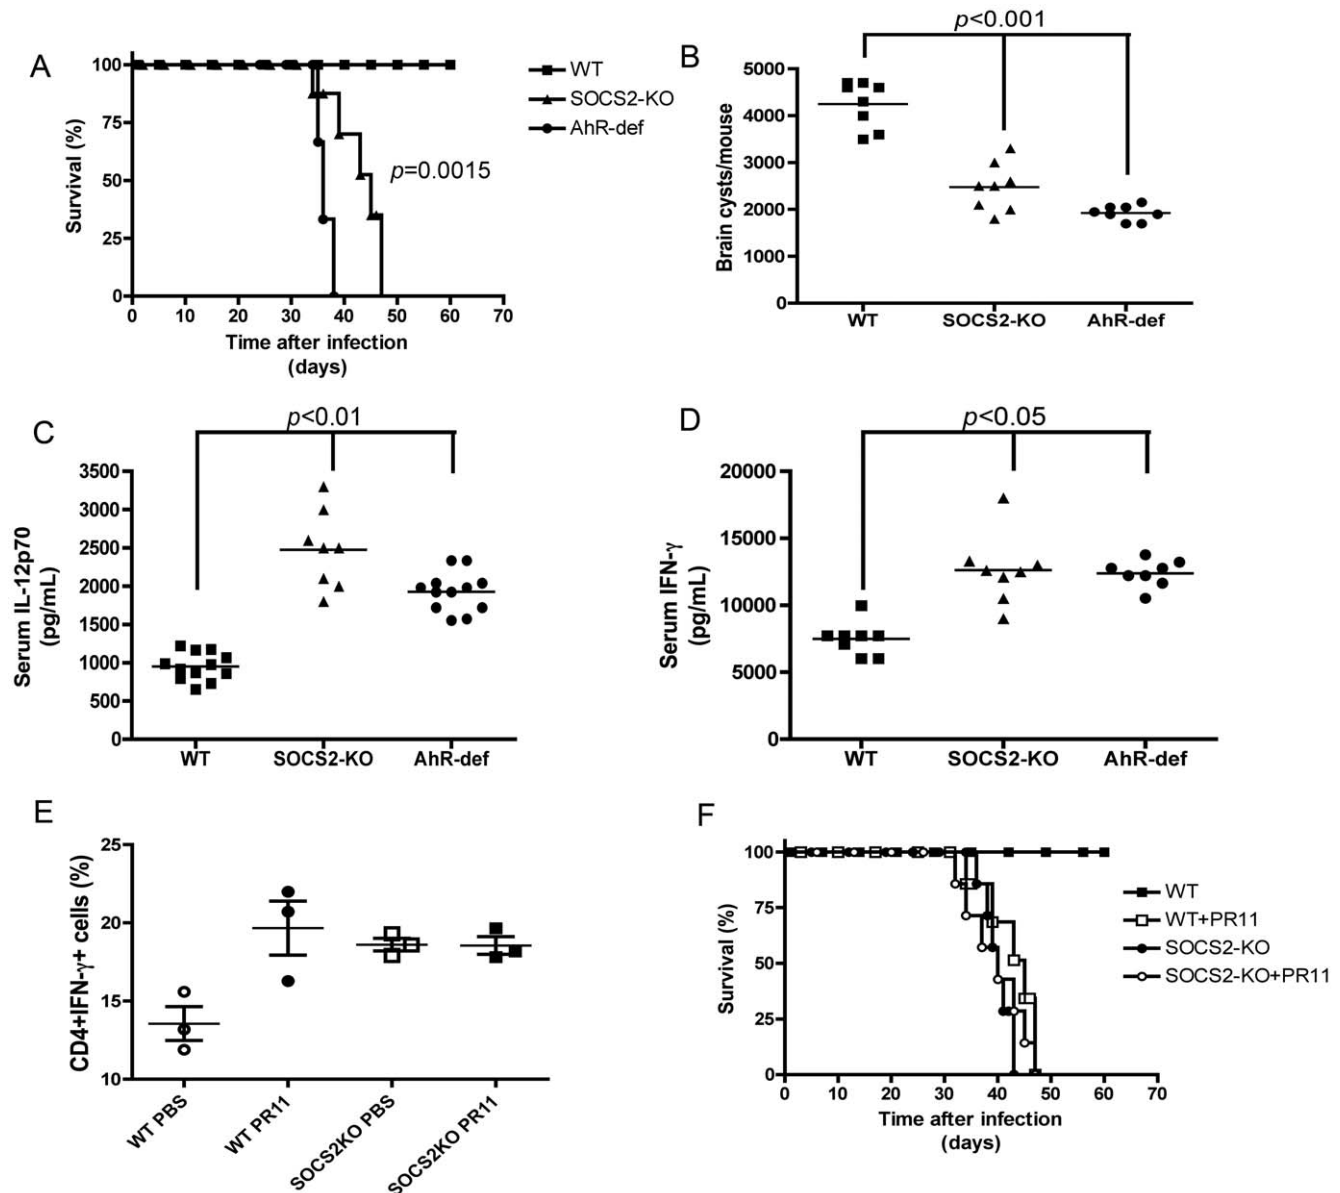 A
Survival (%)
100
75
50
25
0
0 10 20 30 40 50 60 70
Time after infection
(days)
WT
SOCS2-KO
AhR-def
p=0.0015
B
p<0.001
Brain cysts/mouse
5000
4000
3000
2000
1000
0
WT SOCS2-KO AhR-def
C
p<0.01
Serum IL-12p70
(pg/mL)
3500
3000
2500
2000
1500
1000
500
0
WT SOCS2-KO AhR-def
D
p<0.05
Serum IFN-γ
(pg/mL)
20000
15000
10000
5000
0
WT SOCS2-KO AhR-def
E
CD4+IFN-γ+ cells (%)
25
20
15
10
WT PBS
WT PR11
SOCS2KO PBS
SOCS2KO PR11
F
Survival (%)
100
75
50
25
0
0 10 20 30 40 50 60 70
Time after infection
(days)
WT
WT+PR11
SOCS2-KO
SOCS2-KO+PR11